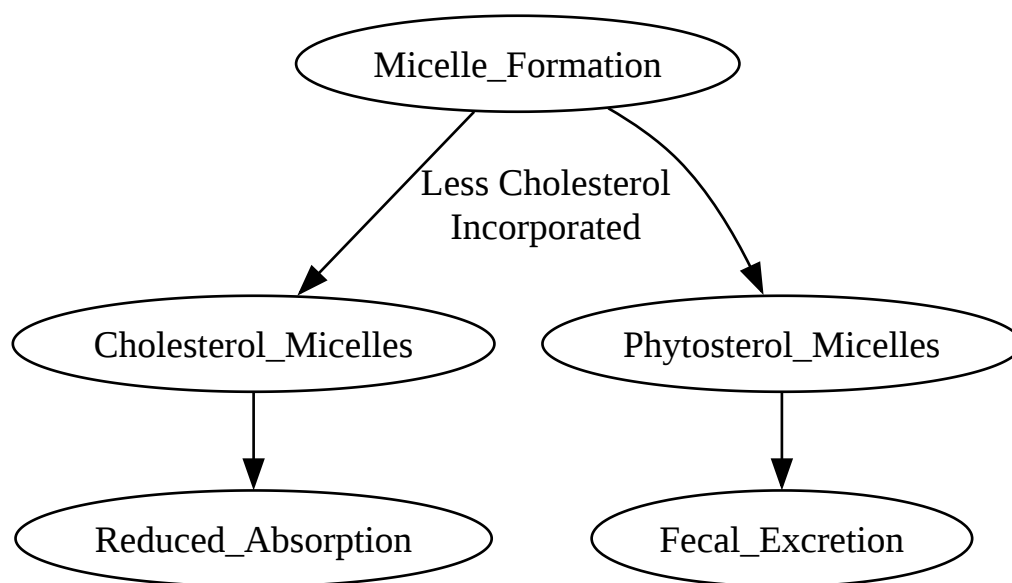 Micelle_Formation
Less Cholesterol
Incorporated
Cholesterol_Micelles
Phytosterol_Micelles
Reduced_Absorption
Fecal_Excretion